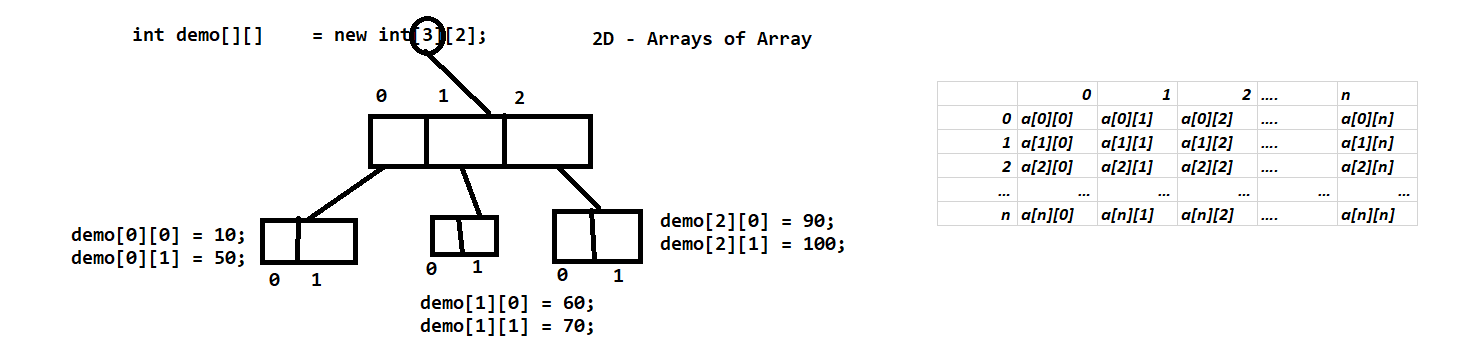 int demo[][]    = new int[3][2];
2D - Arrays of Array
0 1 2
demo[0][0] = 10;
demo[0][1] = 50;
0 1
0 1
demo[1][0] = 60;
demo[1][1] = 70;
0 1
demo[2][0] = 90;
demo[2][1] = 100;
0 1 2 .... n
0 a[0][0] a[0][1] a[0][2] .... a[0][n]
1 a[1][0] a[1][1] a[1][2] .... a[1][n]
2 a[2][0] a[2][1] a[2][2] .... a[2][n]
... ... ... ... ... ...
n a[n][0] a[n][1] a[n][2] .... a[n][n]